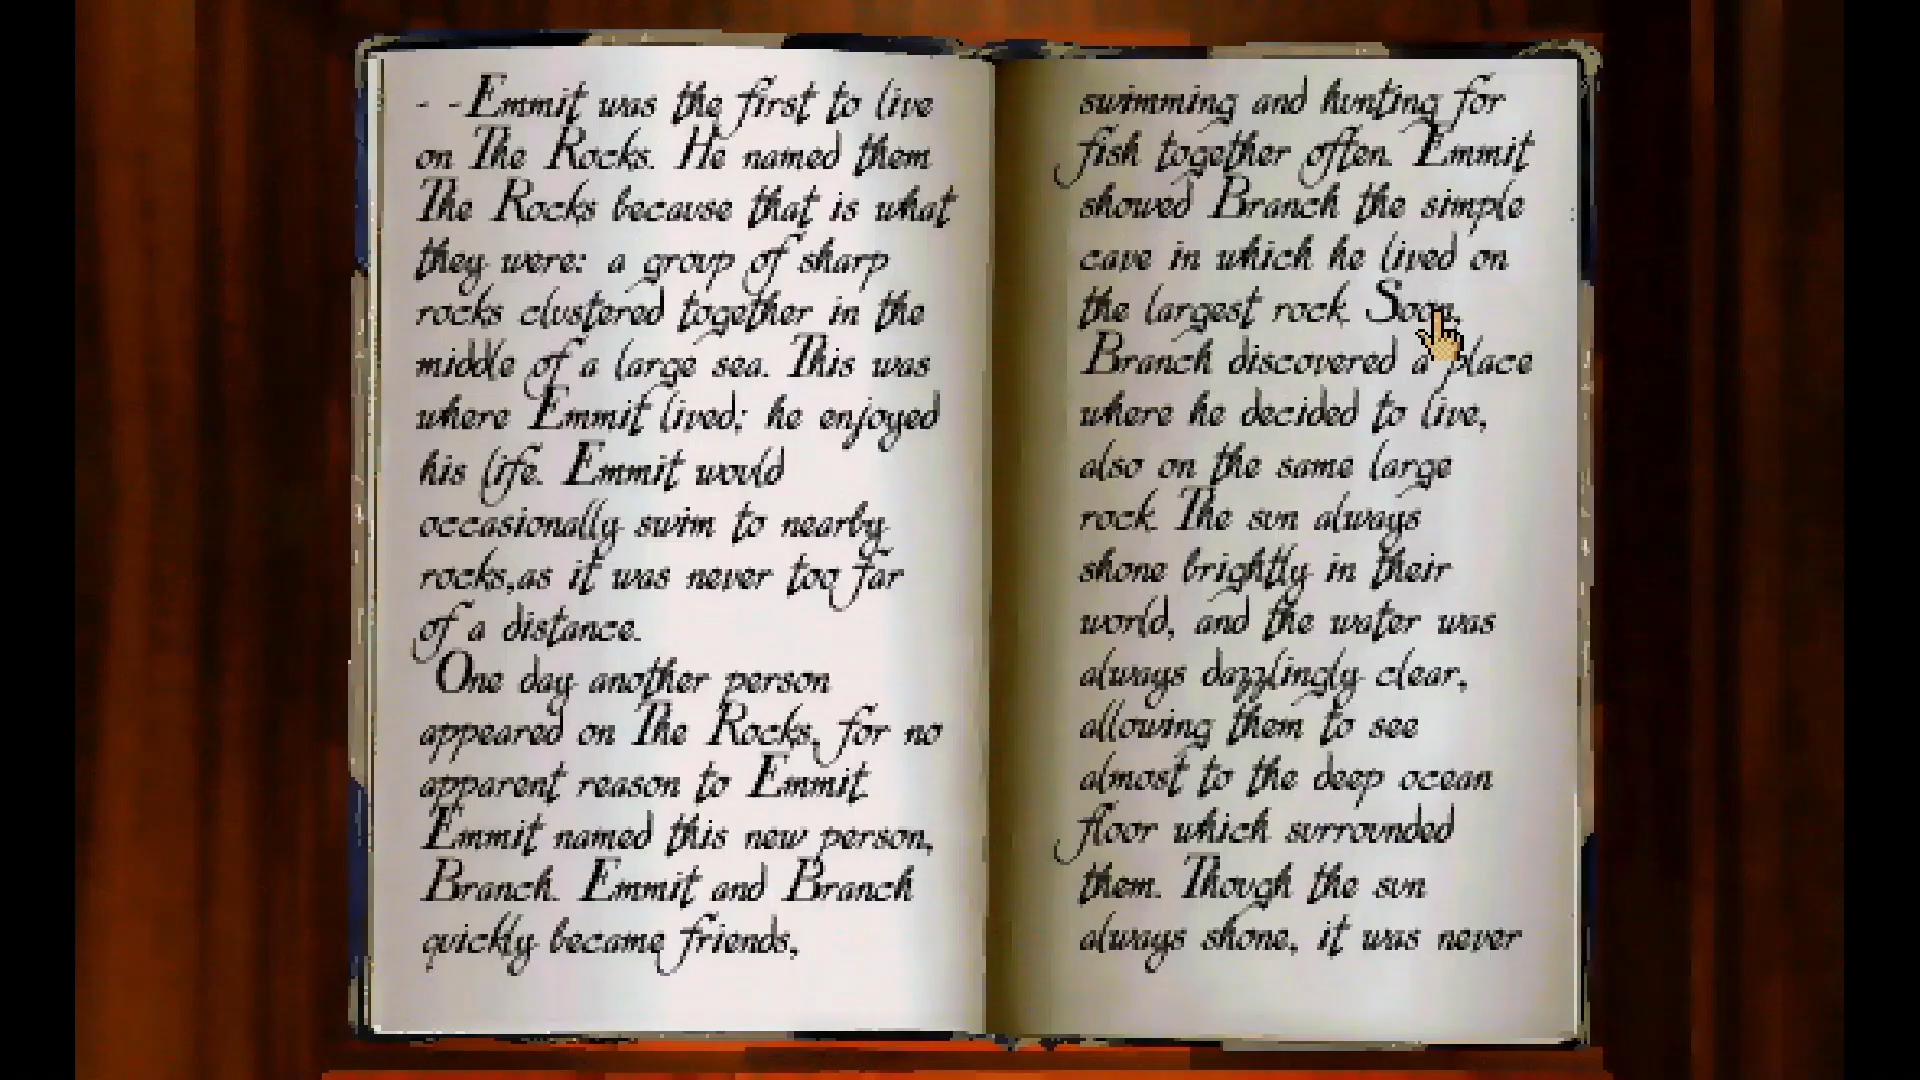 - -Emmit was the first to live
on The Rocks. He named them
The Rocks because that is what
they were: a group of sharp
rocks clustered together in the
middle of a large sea. This was
where Emmit lived; he enjoyed
his life. Emmit would
occasionally swim to nearby
rocks,as it was never too far
of a distance.
One day another person
appeared on The Rocks, for no
apparent reason to Emmit
Emmit named this new person,
Branch. Emmit and Branch
quickly became friends,
swimming and hunting for
fish together often. Emmit
showed Branch the simple
cave in which he lived on
the largest rock. Soon,
Branch discovered a place
where he decided to live,
also on the same large
rock. The sun always
shone brightly in their
world, and the water was
always dazzlingly clear,
allowing them to see
almost to the deep ocean
floor which surrounded
them. Though the sun
always shone, it was never